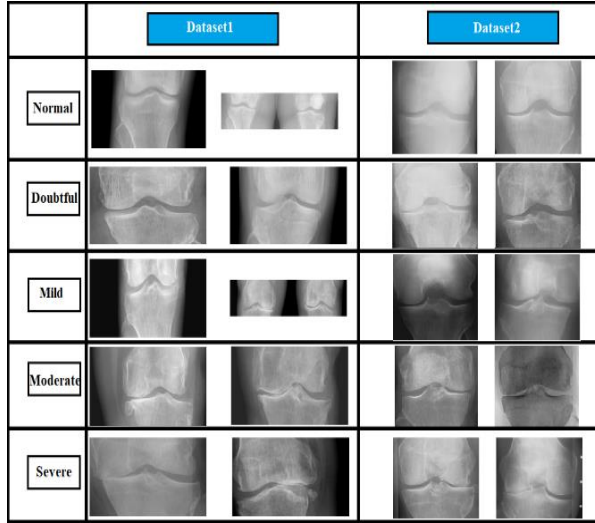 Dataset1
Dataset2
Normal
Doubtful
Mild
Moderate
Severe